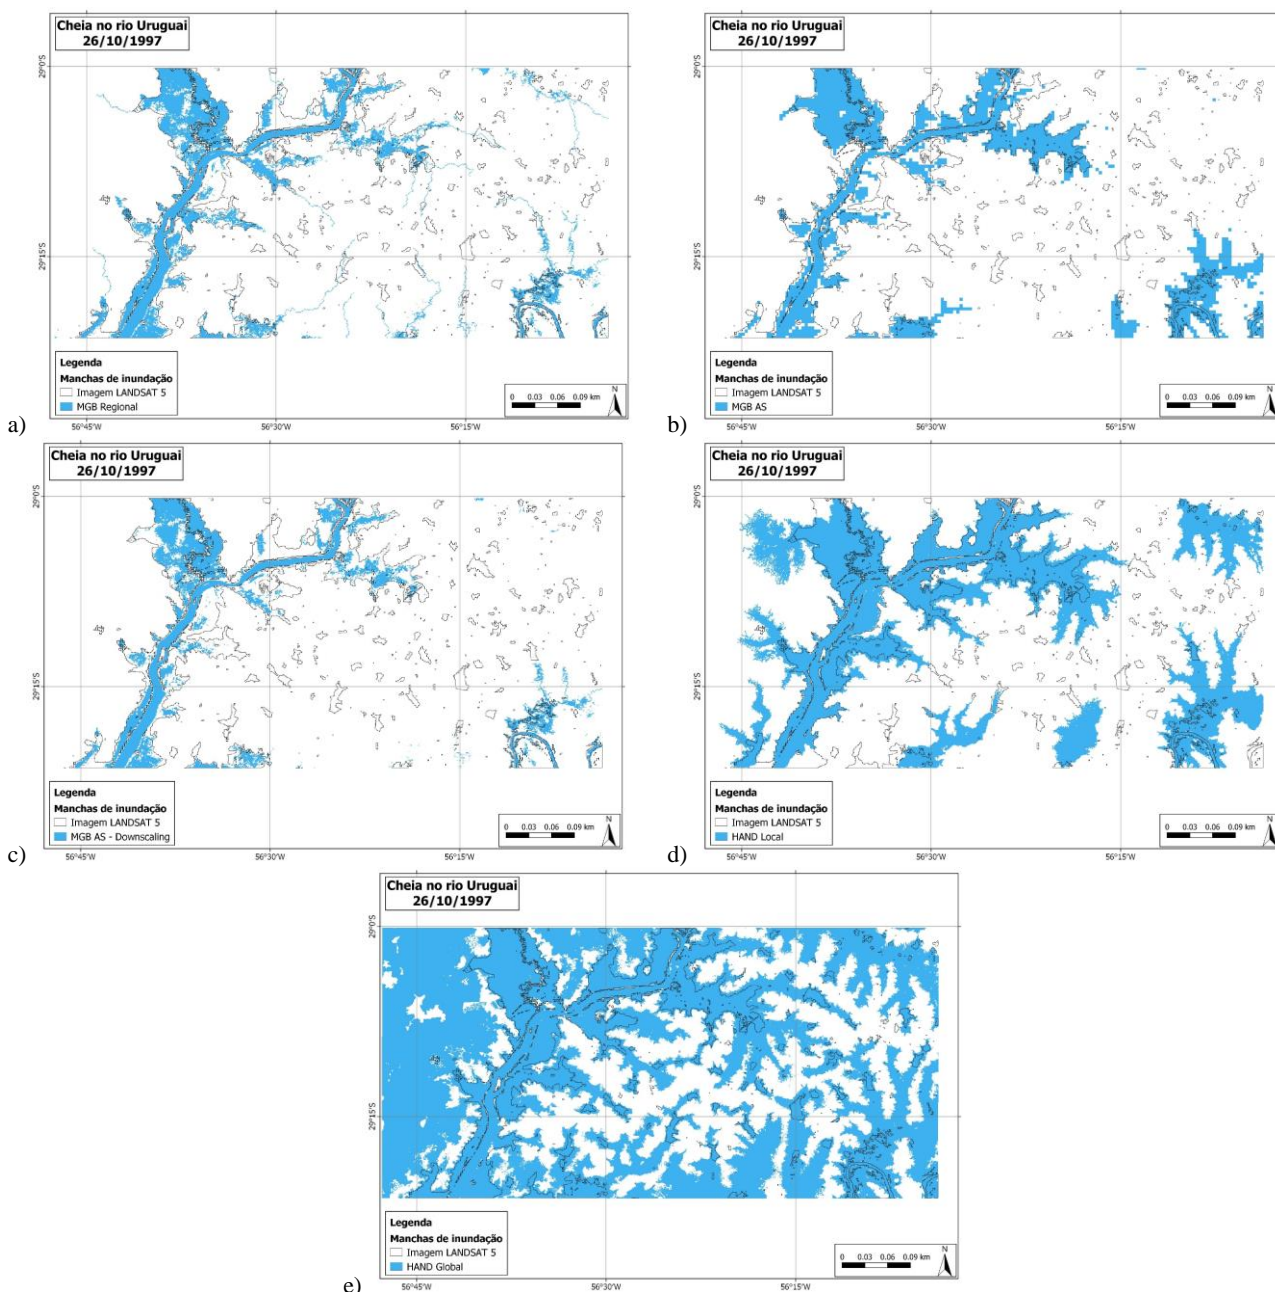 Cheia no rio Uruguai
26/10/1997
29°0'S
29°15'S
Legenda
Manchas de inundação
Imagem LANDSAT 5
MGB Regional
0 0.03 0.06 0.09 km
N
56°45'W 56°30'W 56°15'W
a)
Cheia no rio Uruguai
26/10/1997
29°0'S
29°15'S
Legenda
Manchas de inundação
Imagem LANDSAT 5
MGB AS
0 0.03 0.06 0.09 km
N
56°45'W 56°30'W 56°15'W
b)
Cheia no rio Uruguai
26/10/1997
29°0'S
29°15'S
Legenda
Manchas de inundação
Imagem LANDSAT 5
MGB AS - Downscaling
0 0.03 0.06 0.09 km
N
56°45'W 56°30'W 56°15'W
c)
Cheia no rio Uruguai
26/10/1997
29°0'S
29°15'S
Legenda
Manchas de inundação
Imagem LANDSAT 5
HAND Local
0 0.03 0.06 0.09 km
N
56°45'W 56°30'W 56°15'W
d)
Cheia no rio Uruguai
26/10/1997
29°0'S
29°15'S
Legenda
Manchas de inundação
Imagem LANDSAT 5
HAND Global
0 0.03 0.06 0.09 km
N
56°45'W 56°30'W 56°15'W
e)